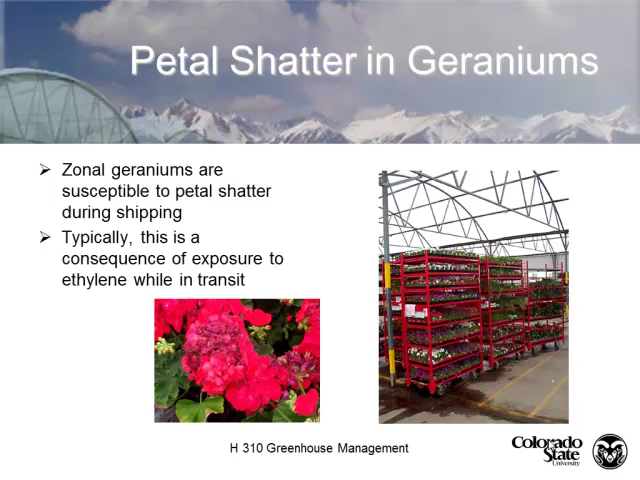 Petal Shatter in Geraniums
➢ Zonal geraniums are
susceptible to petal shatter
during shipping
➢ Typically, this is a
consequence of exposure to
ethylene while in transit
H 310 Greenhouse Management
Colorado
State
University